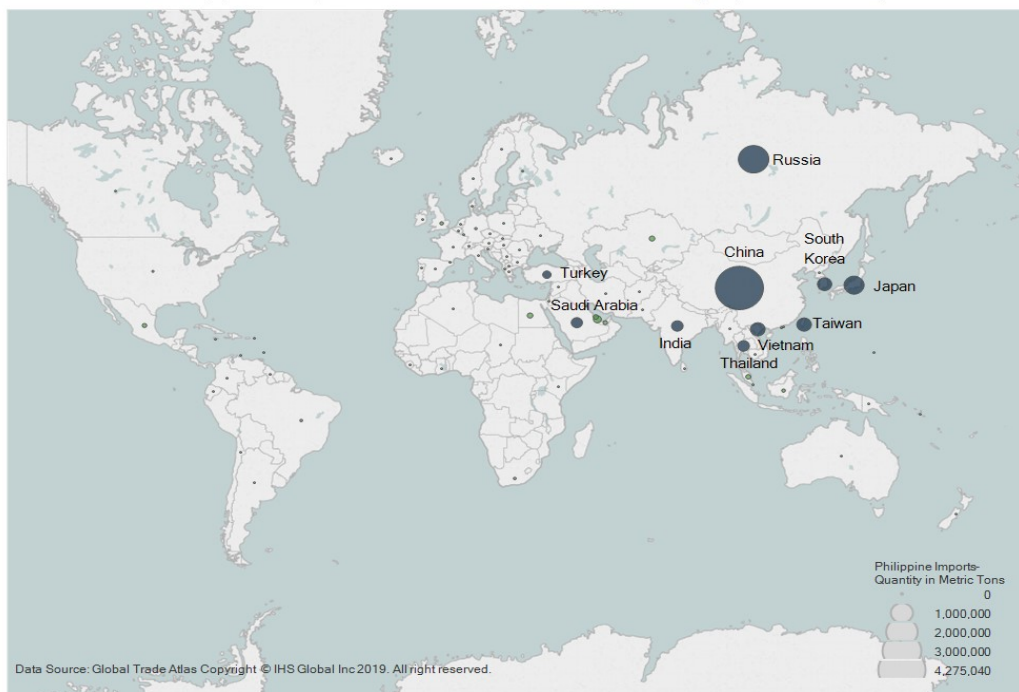 Russia
China
South
Korea
Japan
Turkey
Saudi Arabia
Taiwan
India
Vietnam
Thailand
Philippine Imports-
Quantity in Metric Tons
0
1,000,000
2,000,000
3,000,000
4,275,040
Data Source: Global Trade Atlas Copyright © IHS Global Inc 2019. All right reserved.